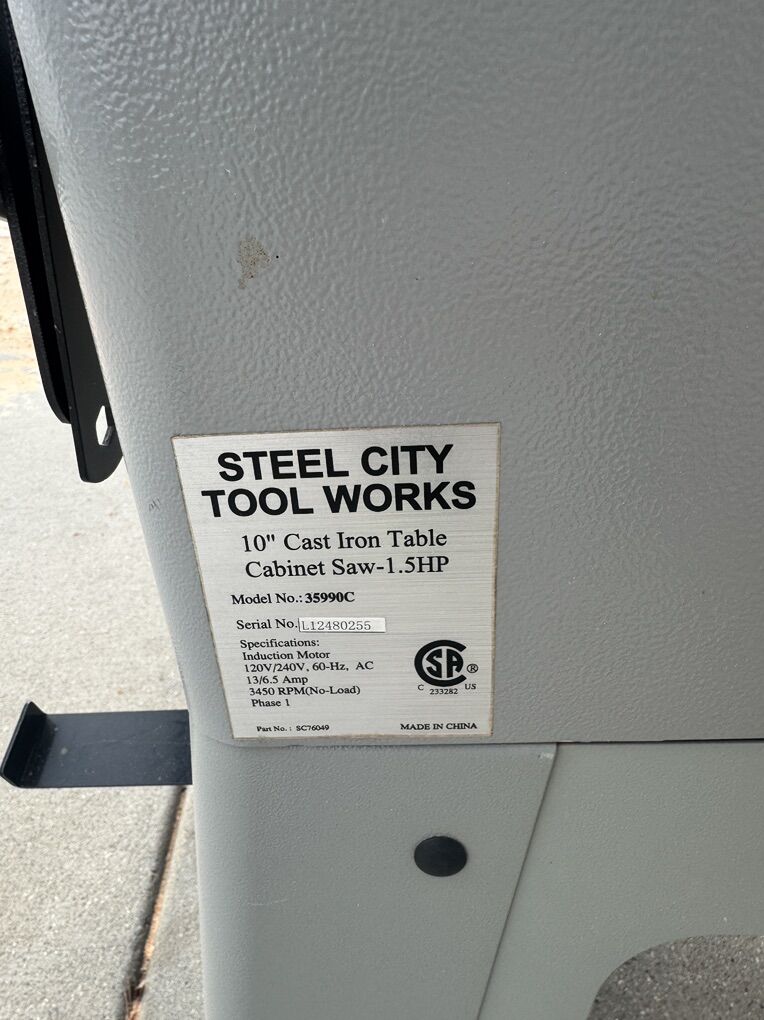 STEEL CITY
TOOL WORKS
10" Cast Iron Table
Cabinet Saw-1.5HP
Model No.: 35990C
Serial No. L12480255
Specifications:
Induction Motor
120V/240V, 60-Hz, AC
13/6.5 Amp
3450 RPM(No-Load)
Phase 1
SA ®
C 233282 US
Part No. : SC76049 MADE IN CHINA